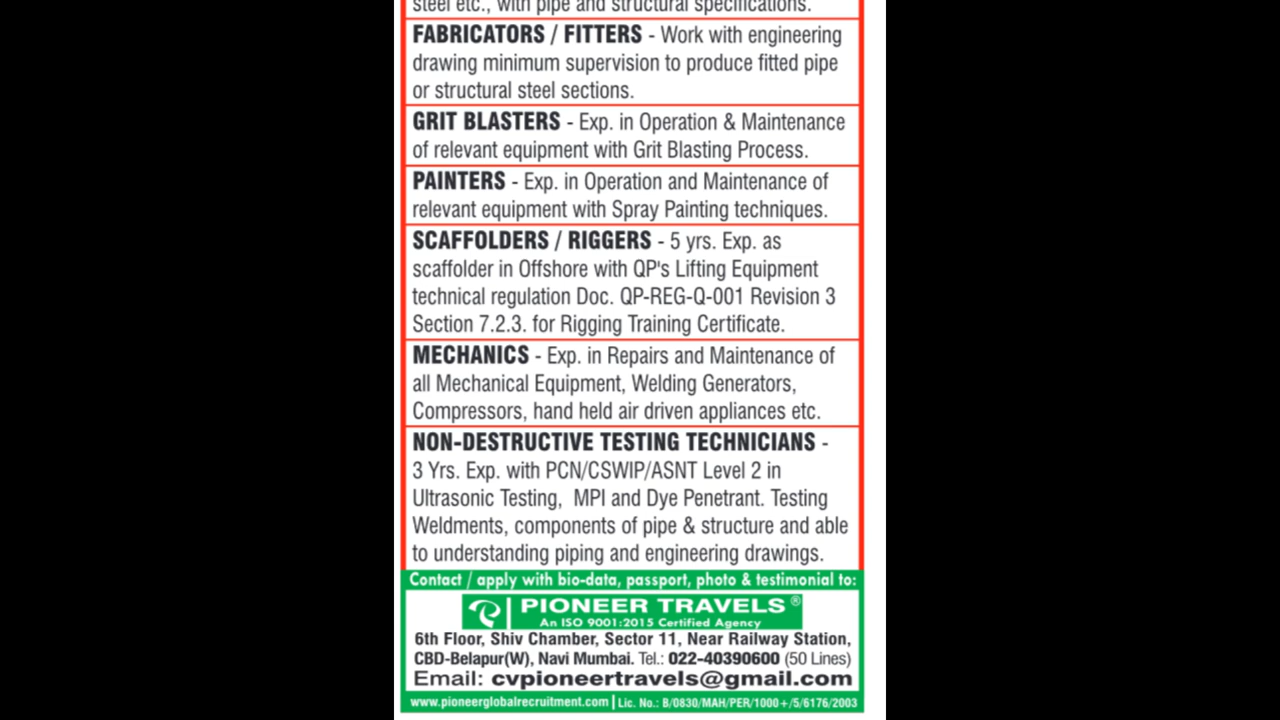 steel etc., with pipe and structural specifications.
FABRICATORS / FITTERS - Work with engineering
drawing minimum supervision to produce fitted pipe
or structural steel sections.
GRIT BLASTERS - Exp. in Operation & Maintenance
of relevant equipment with Grit Blasting Process.
PAINTERS - Exp. in Operation and Maintenance of
relevant equipment with Spray Painting techniques.
SCAFFOLDERS / RIGGERS - 5 yrs. Exp. as
scaffolder in Offshore with QP's Lifting Equipment
technical regulation Doc. QP-REG-Q-001 Revision 3
Section 7.2.3. for Rigging Training Certificate.
MECHANICS - Exp. in Repairs and Maintenance of
all Mechanical Equipment, Welding Generators,
Compressors, hand held air driven appliances etc.
NON-DESTRUCTIVE TESTING TECHNICIANS -
3 Yrs. Exp. with PCN/CSWIP/ASNT Level 2 in
Ultrasonic Testing, MPI and Dye Penetrant. Testing
Weldments, components of pipe & structure and able
to understanding piping and engineering drawings.
Contact / apply with bio-data, passport, photo & testimonial to:
PIONEER TRAVELS ®
An ISO 9001:2015 Certified Agency
6th Floor, Shiv Chamber, Sector 11, Near Railway Station,
CBD-Belapur(W), Navi Mumbai. Tel.: 022-40390600 (50 Lines)
Email: cvpioneertravels@gmail.com
www.pioneerglobalrecruitment.com | Lic. No.: B/0830/MAH/PER/1000+/5/6176/2003